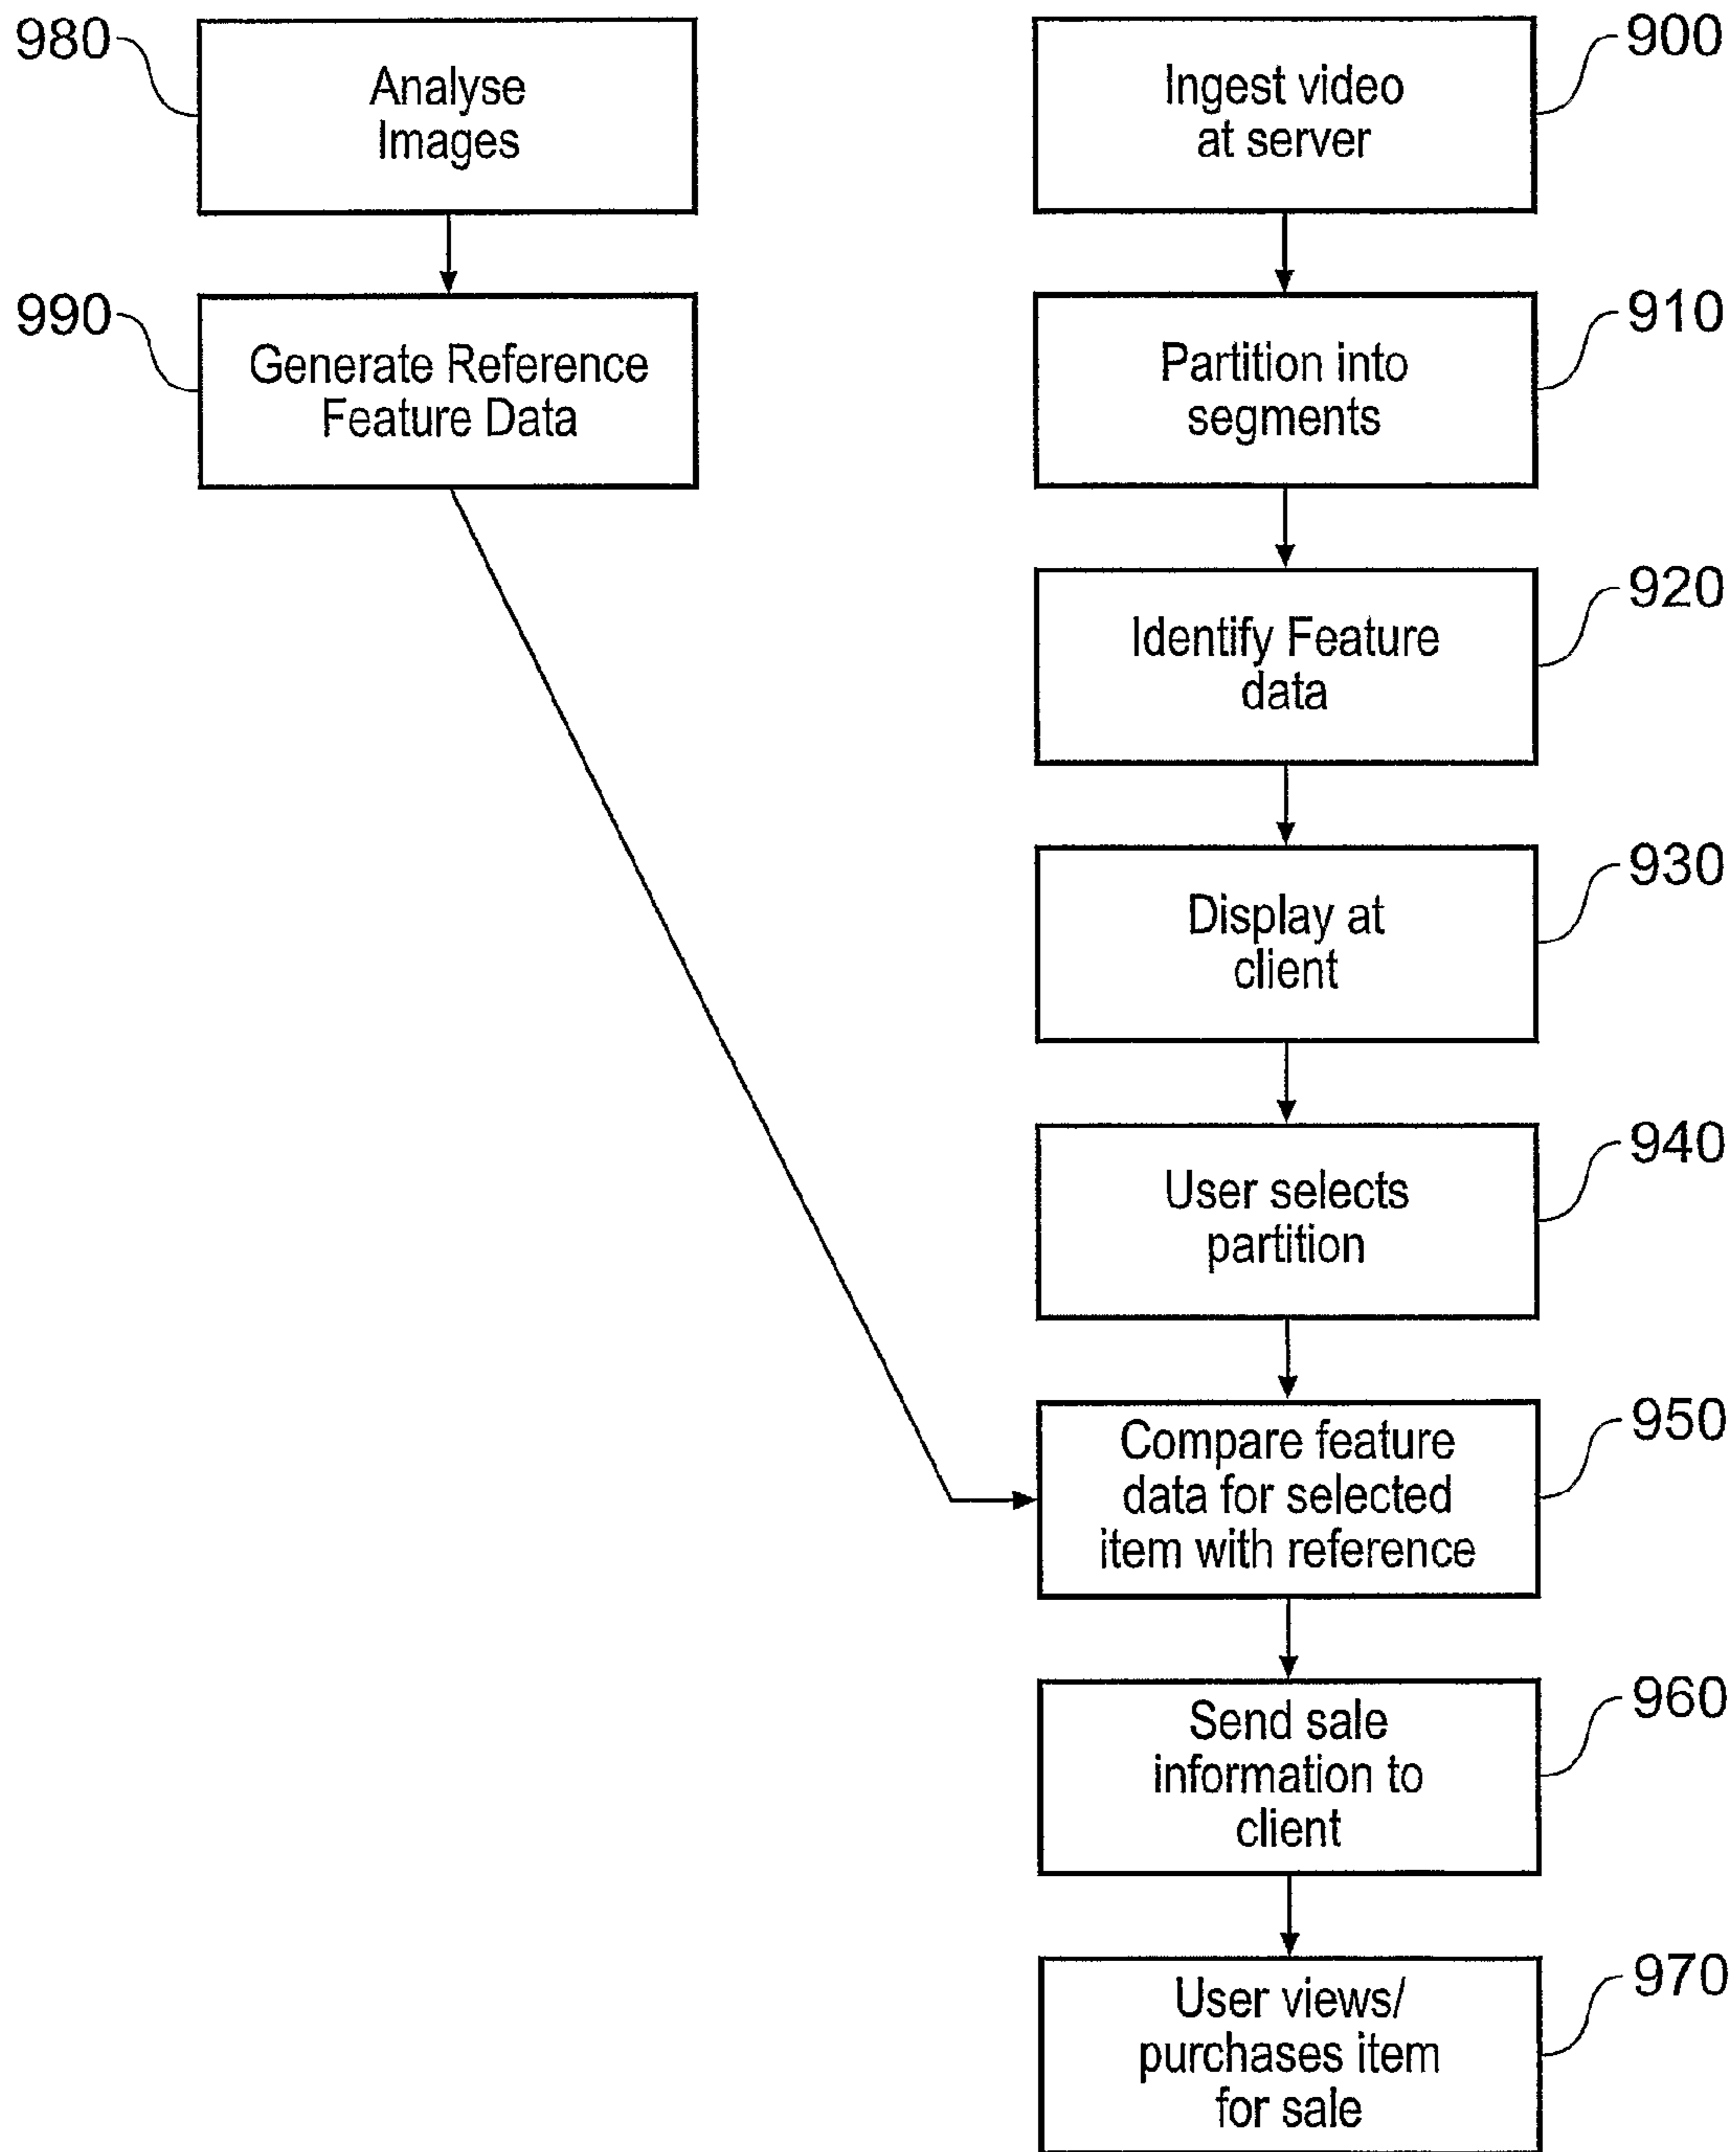 980
Analyse
Images
990
Generate Reference
Feature Data
900
Ingest video
at server
910
Partition into
segments
920
Identify Feature
data
930
Display at
client
940
User selects
partition
950
Compare feature
data for selected
item with reference
960
Send sale
information to
client
970
User views/
purchases item
for sale